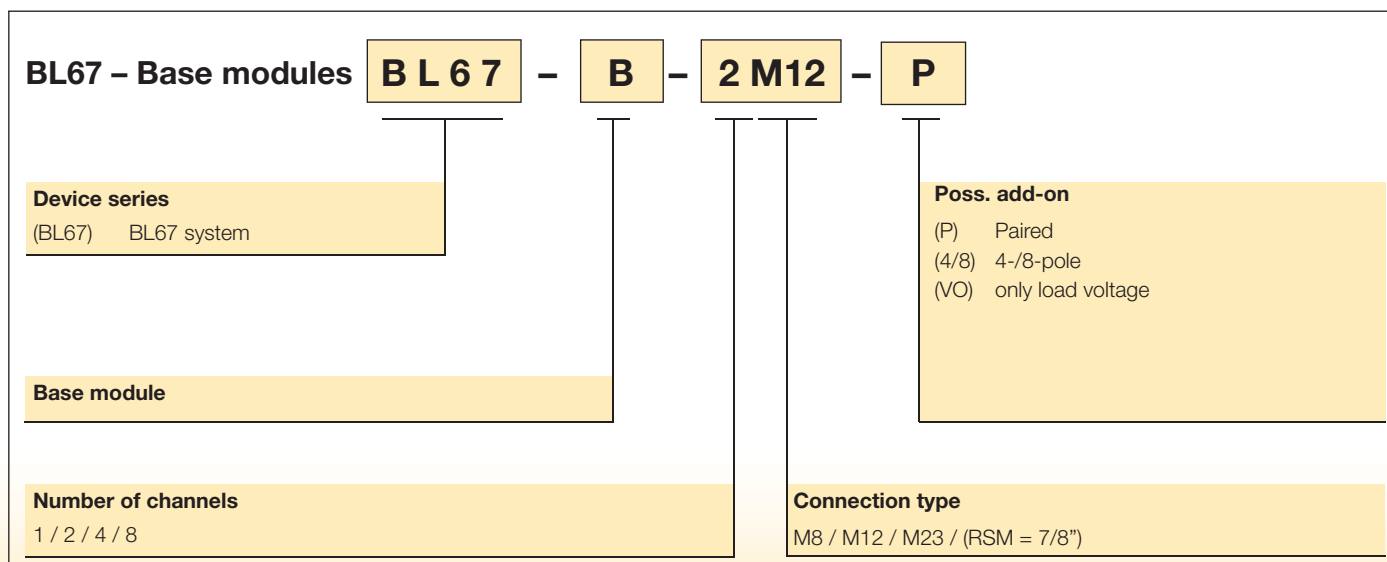 BL67 – Base modules BL67 – B – 2 M12 – P
Device series
(BL67) BL67 system
Poss. add-on
(P) Paired
(4/8) 4-/8-pole
(VO) only load voltage
Base module
Number of channels
1 / 2 / 4 / 8
Connection type
M8 / M12 / M23 / (RSM = 7/8”)